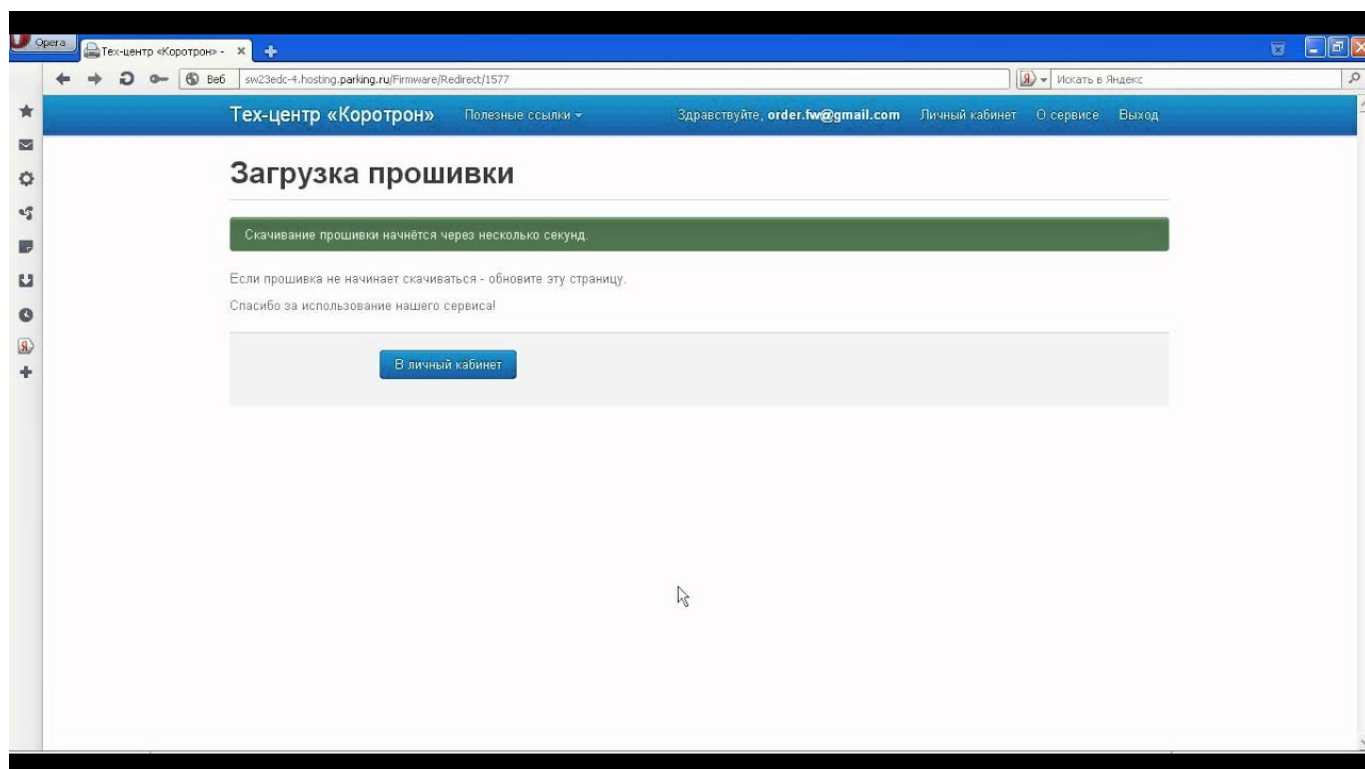 Opera
Тех-центр «Коротрон» -
Веб
sw23edc-4.hosting.parking.ru/Firmware/Redirect/1577
Искать в Яндекс
Тех-центр «Коротрон»
Полезные ссылки
Здравствуйте, order.fw@gmail.com
Личный кабинет
О сервисе
Выход
Загрузка прошивки
Скачивание прошивки начнётся через несколько секунд.
Если прошивка не начинает скачиваться - обновите эту страницу.
Спасибо за использование нашего сервиса!
В личный кабинет